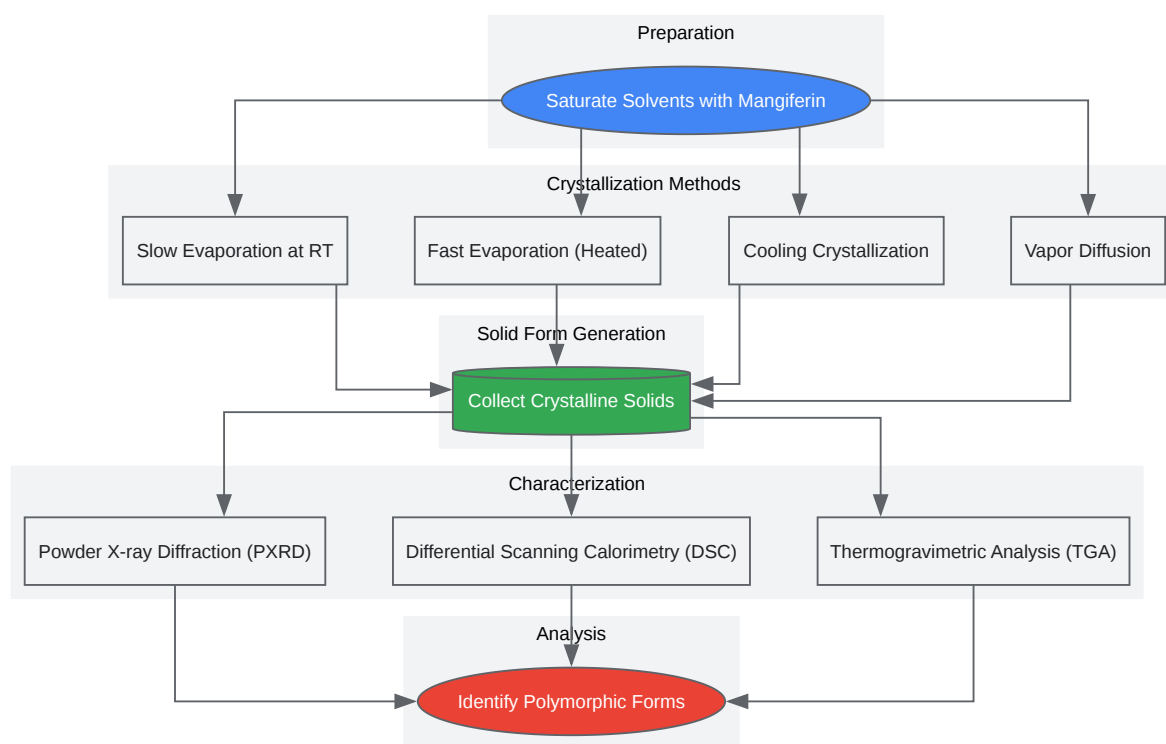 Preparation
Saturate Solvents with Mangiferin
Crystallization Methods
Slow Evaporation at RT
Fast Evaporation (Heated)
Cooling Crystallization
Vapor Diffusion
Solid Form Generation
Collect Crystalline Solids
Characterization
Powder X-ray Diffraction (PXRD)
Differential Scanning Calorimetry (DSC)
Thermogravimetric Analysis (TGA)
Analysis
Identify Polymorphic Forms